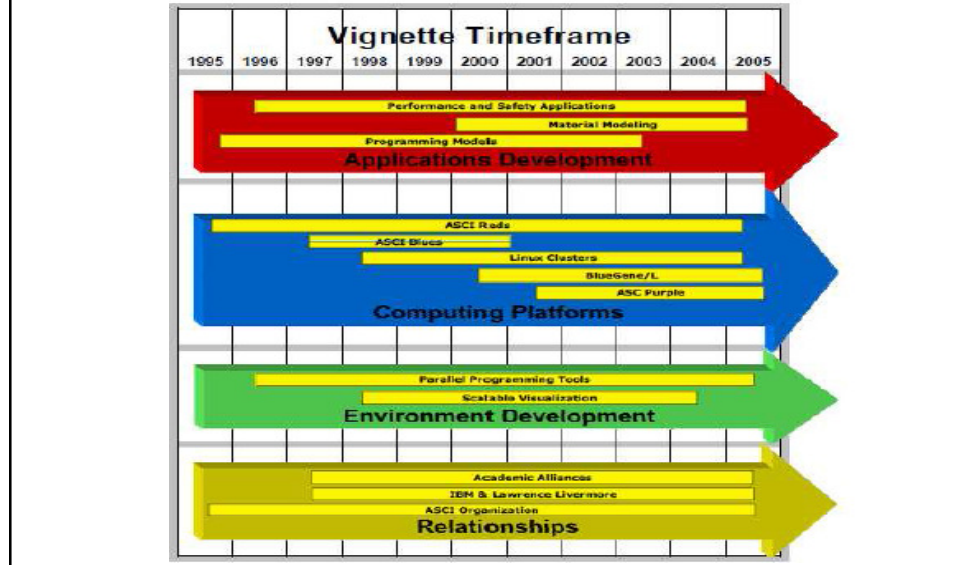 Vignette Timeframe
1995 1996 1997 1998 1999 2000 2001 2002 2003 2004 2005
Performance and Safety Applications
Material Modeling
Programming Models
Applications Development
ASCI Reds
ASCI Blues
Linux Clusters
BlueGene/L
ASC Purple
Computing Platforms
Parallel Programming Tools
Scalable Visualization
Environment Development
Academic Alliances
IBM & Lawrence Livermore
ASCI Organization
Relationships